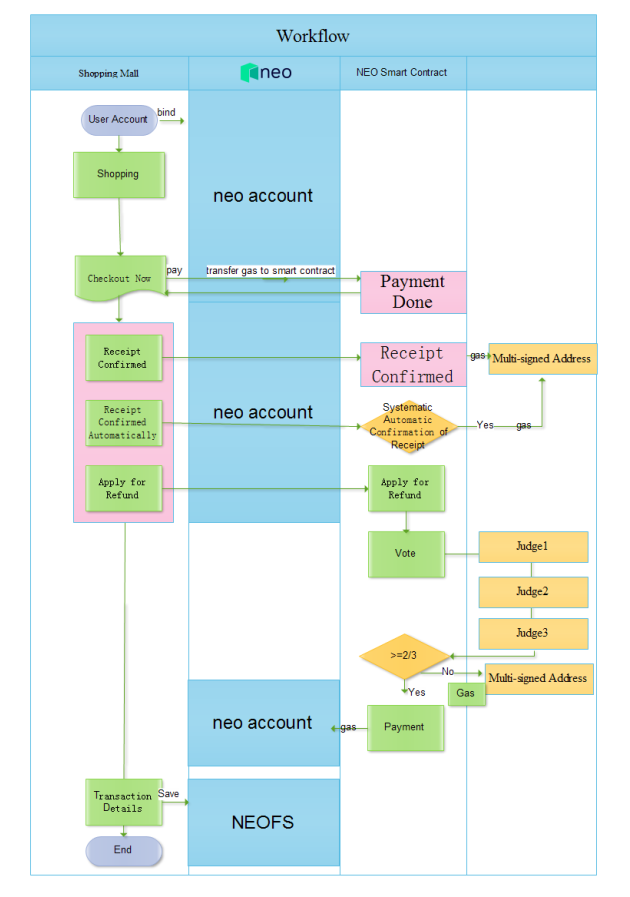 Workflow
Shopping Mall
neo
NEO Smart Contract
User Account
bind
Shopping
neo account
Checkout Now
pay
transfer gas to smart contract
Payment
Done
Receipt
Confirmed
Receipt
Confirmed
gas
Multi-signed Address
Receipt
Confirmed
Automatically
neo account
Systematic
Automatic
Confirmation of
Receipt
Yes
gas
Apply for
Refund
Apply for
Refund
Vote
Judge1
Judge2
Judge3
>=2/3
No
Multi-signed Address
Yes
Gas
neo account
gas
Payment
Transaction
Details
Save
NEOFS
End